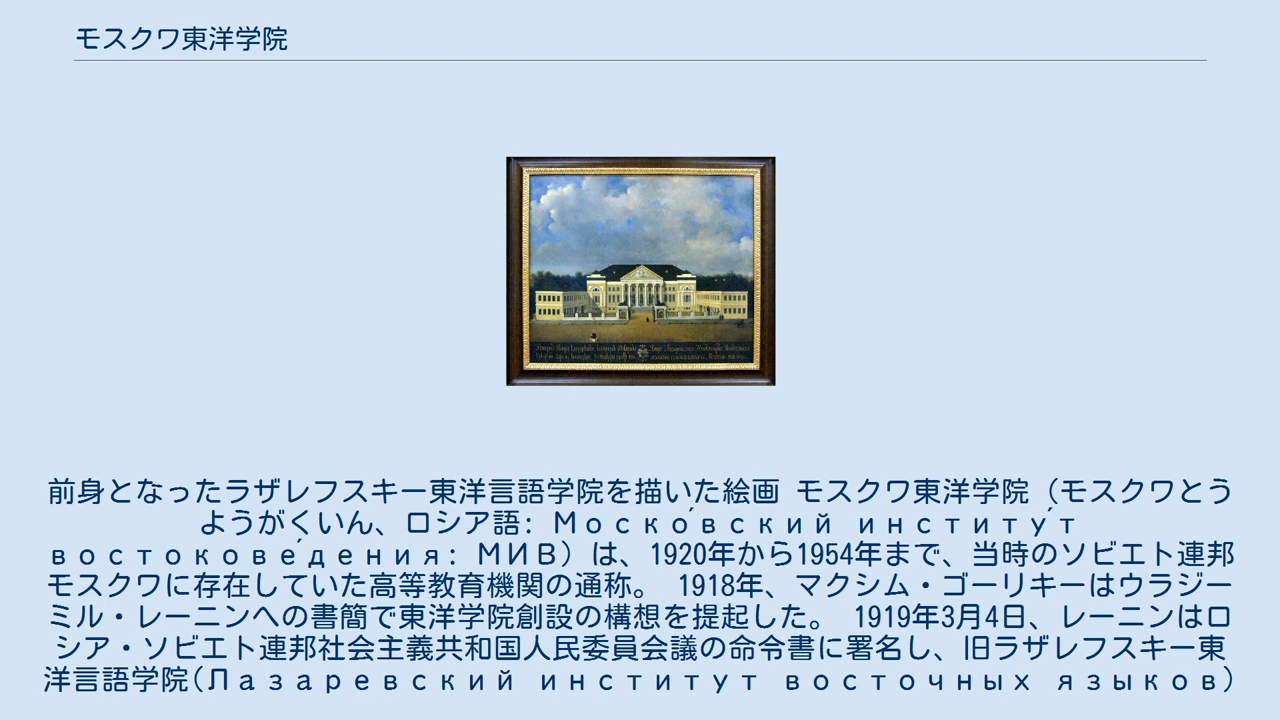 モスクワ東洋学院
前身となったラザレフスキー東洋言語学院を描いた絵画 モスクワ東洋学院（モスクワとう
ようがくいん、ロシア語: Моско́вский институ́т
востокове́дения: МИВ）は、1920年から1954年まで、当時のソビエト連邦
モスクワに存在していた高等教育機関の通称。 1918年、マクシム・ゴーリキーはウラジー
ミル・レーニンへの書簡で東洋学院創設の構想を提起した。 1919年3月4日、レーニンはロ
シア・ソビエト連邦社会主義共和国人民委員会議の命令書に署名し、旧ラザレフスキー東
洋言語学院(Лазаревский институт восточных языков)